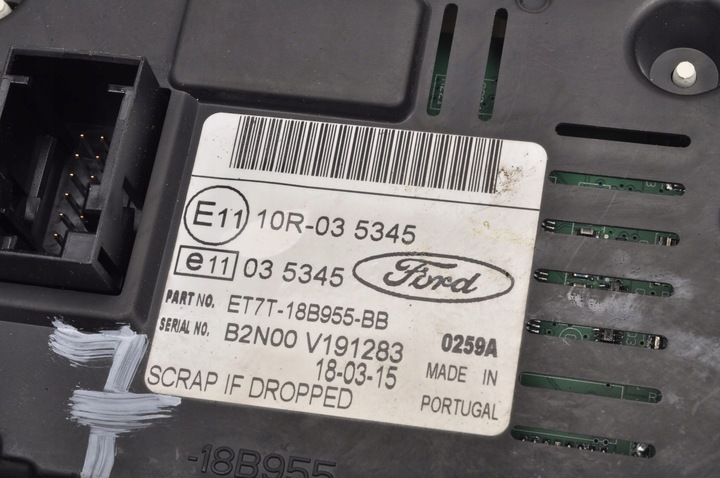 E11 10R-03 5345
e11 03 5345 Ford
PART NO. ET7T-18B955-BB
SERIAL NO. B2N00 V191283 0259A
18-03-15 MADE IN
SCRAP IF DROPPED PORTUGAL
-18B955